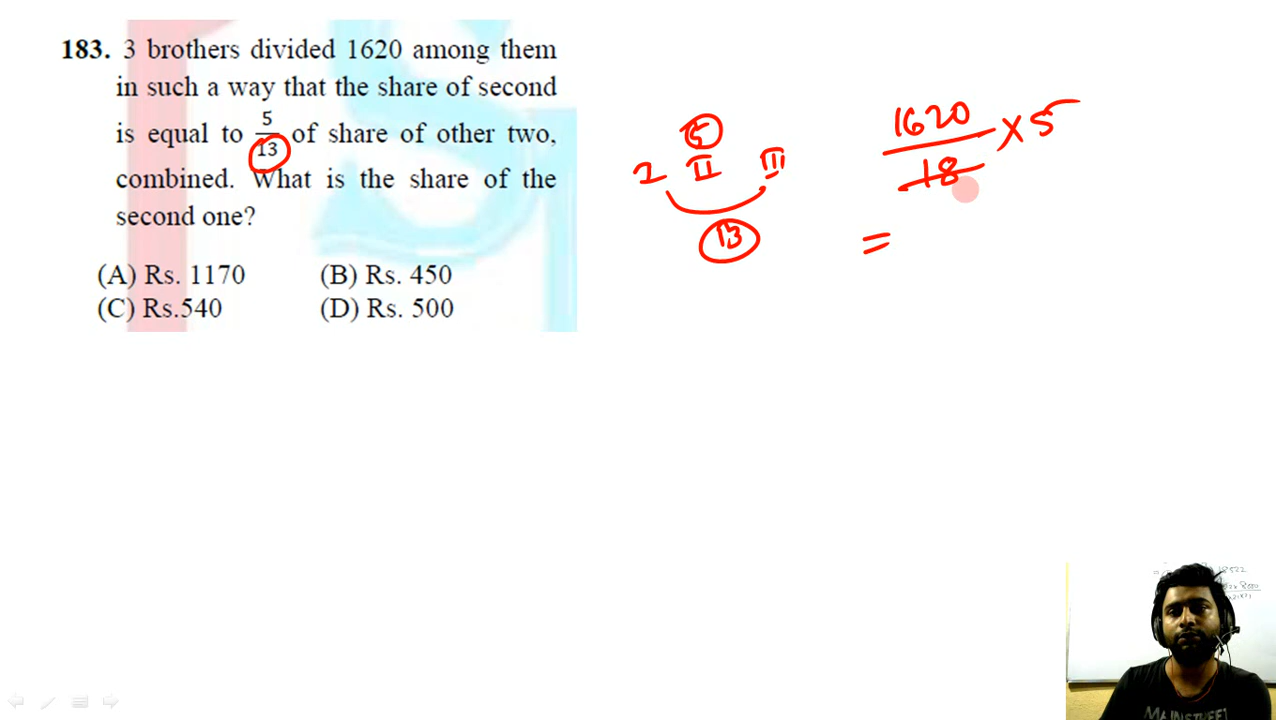 183. 3 brothers divided 1620 among them
in such a way that the share of second
is equal to 5/13 of share of other two,
combined. What is the share of the
second one?
(A) Rs. 1170 (B) Rs. 450
(C) Rs.540 (D) Rs. 500
5
I II III
13
1620/18 × 5
=
MAINSTREET